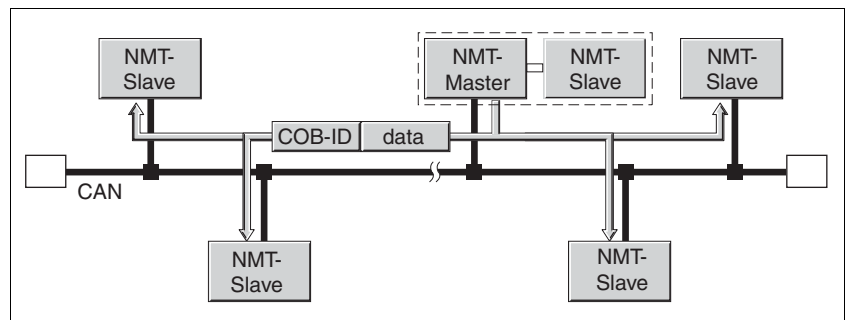 NMT-
Slave
NMT-
Master
NMT-
Slave
NMT-
Slave
COB-ID
data
CAN
NMT-
Slave
NMT-
Slave